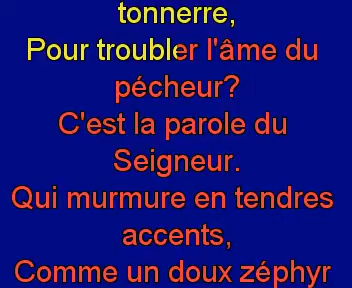 tonnerre,
Pour troubler l'âme du
pécheur?
C'est la parole du
Seigneur.
Qui murmure en tendres
accents,
Comme un doux zéphyr